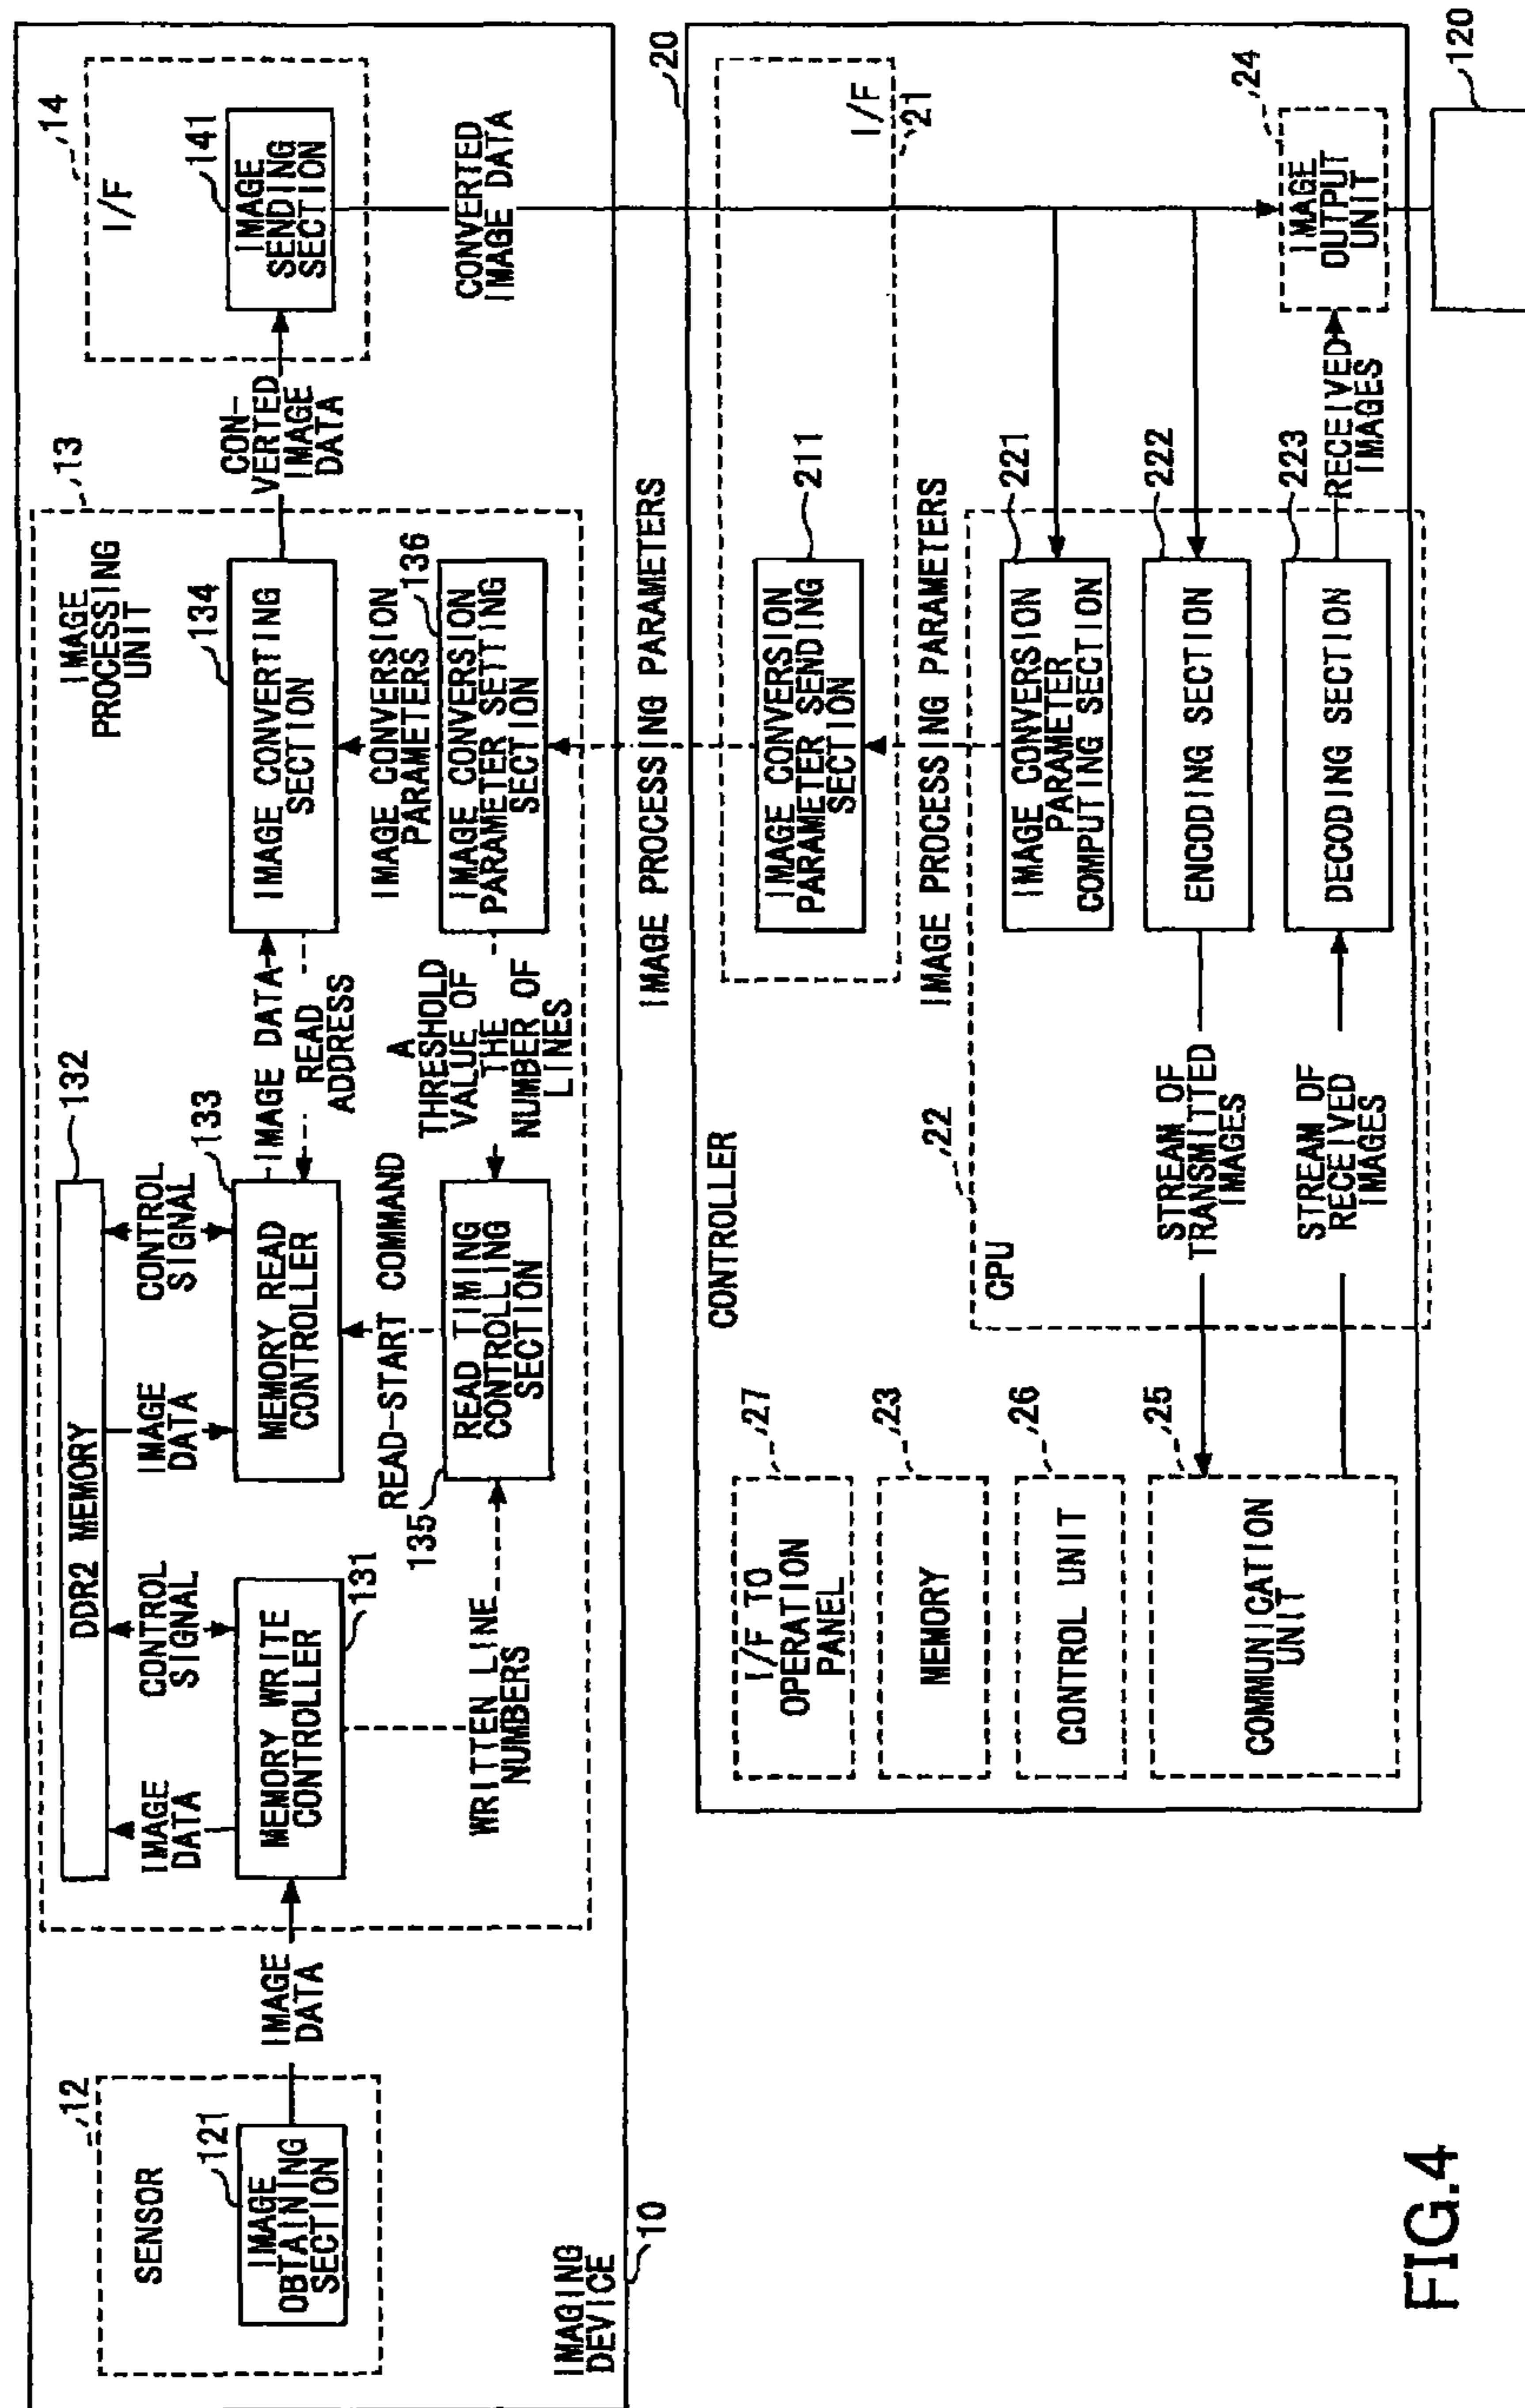 IMAGING
DEVICE
10
SENSOR
12
121
IMAGE
OBTAINING
SECTION
IMAGE
DATA
IMAGE
PROCESSING
UNIT
13
DDR2 MEMORY
132
IMAGE
DATA
CONTROL
SIGNAL
IMAGE
DATA
CONTROL
SIGNAL
MEMORY WRITE
CONTROLLER
131
MEMORY READ
CONTROLLER
133
IMAGE DATA
READ
ADDRESS
IMAGE CONVERTING
SECTION
134
CON-
VERTED
IMAGE
DATA
I/F
14
141
IMAGE
SENDING
SECTION
WRITTEN LINE
NUMBERS
READ-START COMMAND
135
READ TIMING
CONTROLLING
SECTION
A
THRESHOLD
VALUE OF
THE
NUMBER OF
LINES
IMAGE CONVERSION
PARAMETERS
136
IMAGE CONVERSION
PARAMETER SETTING
SECTION
CONVERTED
IMAGE DATA
IMAGE PROCESSING PARAMETERS
CONTROLLER
20
I/F TO
OPERATION
PANEL
27
MEMORY
23
CONTROL UNIT
26
COMMUNICATION
UNIT
25
I/F
21
IMAGE CONVERSION
PARAMETER SENDING
SECTION
211
IMAGE PROCESSING PARAMETERS
CPU
22
IMAGE CONVERSION
PARAMETER
COMPUTING SECTION
221
STREAM OF
TRANSMITTED
IMAGES
ENCODING SECTION
222
STREAM OF
RECEIVED
IMAGES
DECODING SECTION
223
RECEIVED
IMAGES
IMAGE
OUTPUT
UNIT
24
120
FIG.4